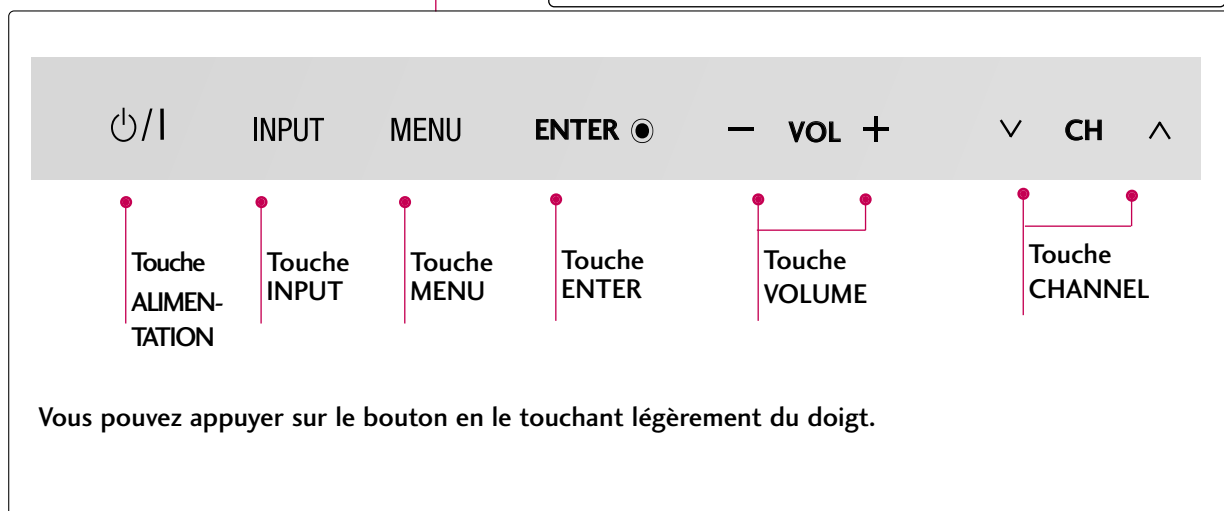 ⏻/I INPUT MENU ENTER ◉ − VOL + ∨ CH ∧
Touche
ALIMEN-
TATION
Touche
INPUT
Touche
MENU
Touche
ENTER
Touche
VOLUME
Touche
CHANNEL
Vous pouvez appuyer sur le bouton en le touchant légèrement du doigt.